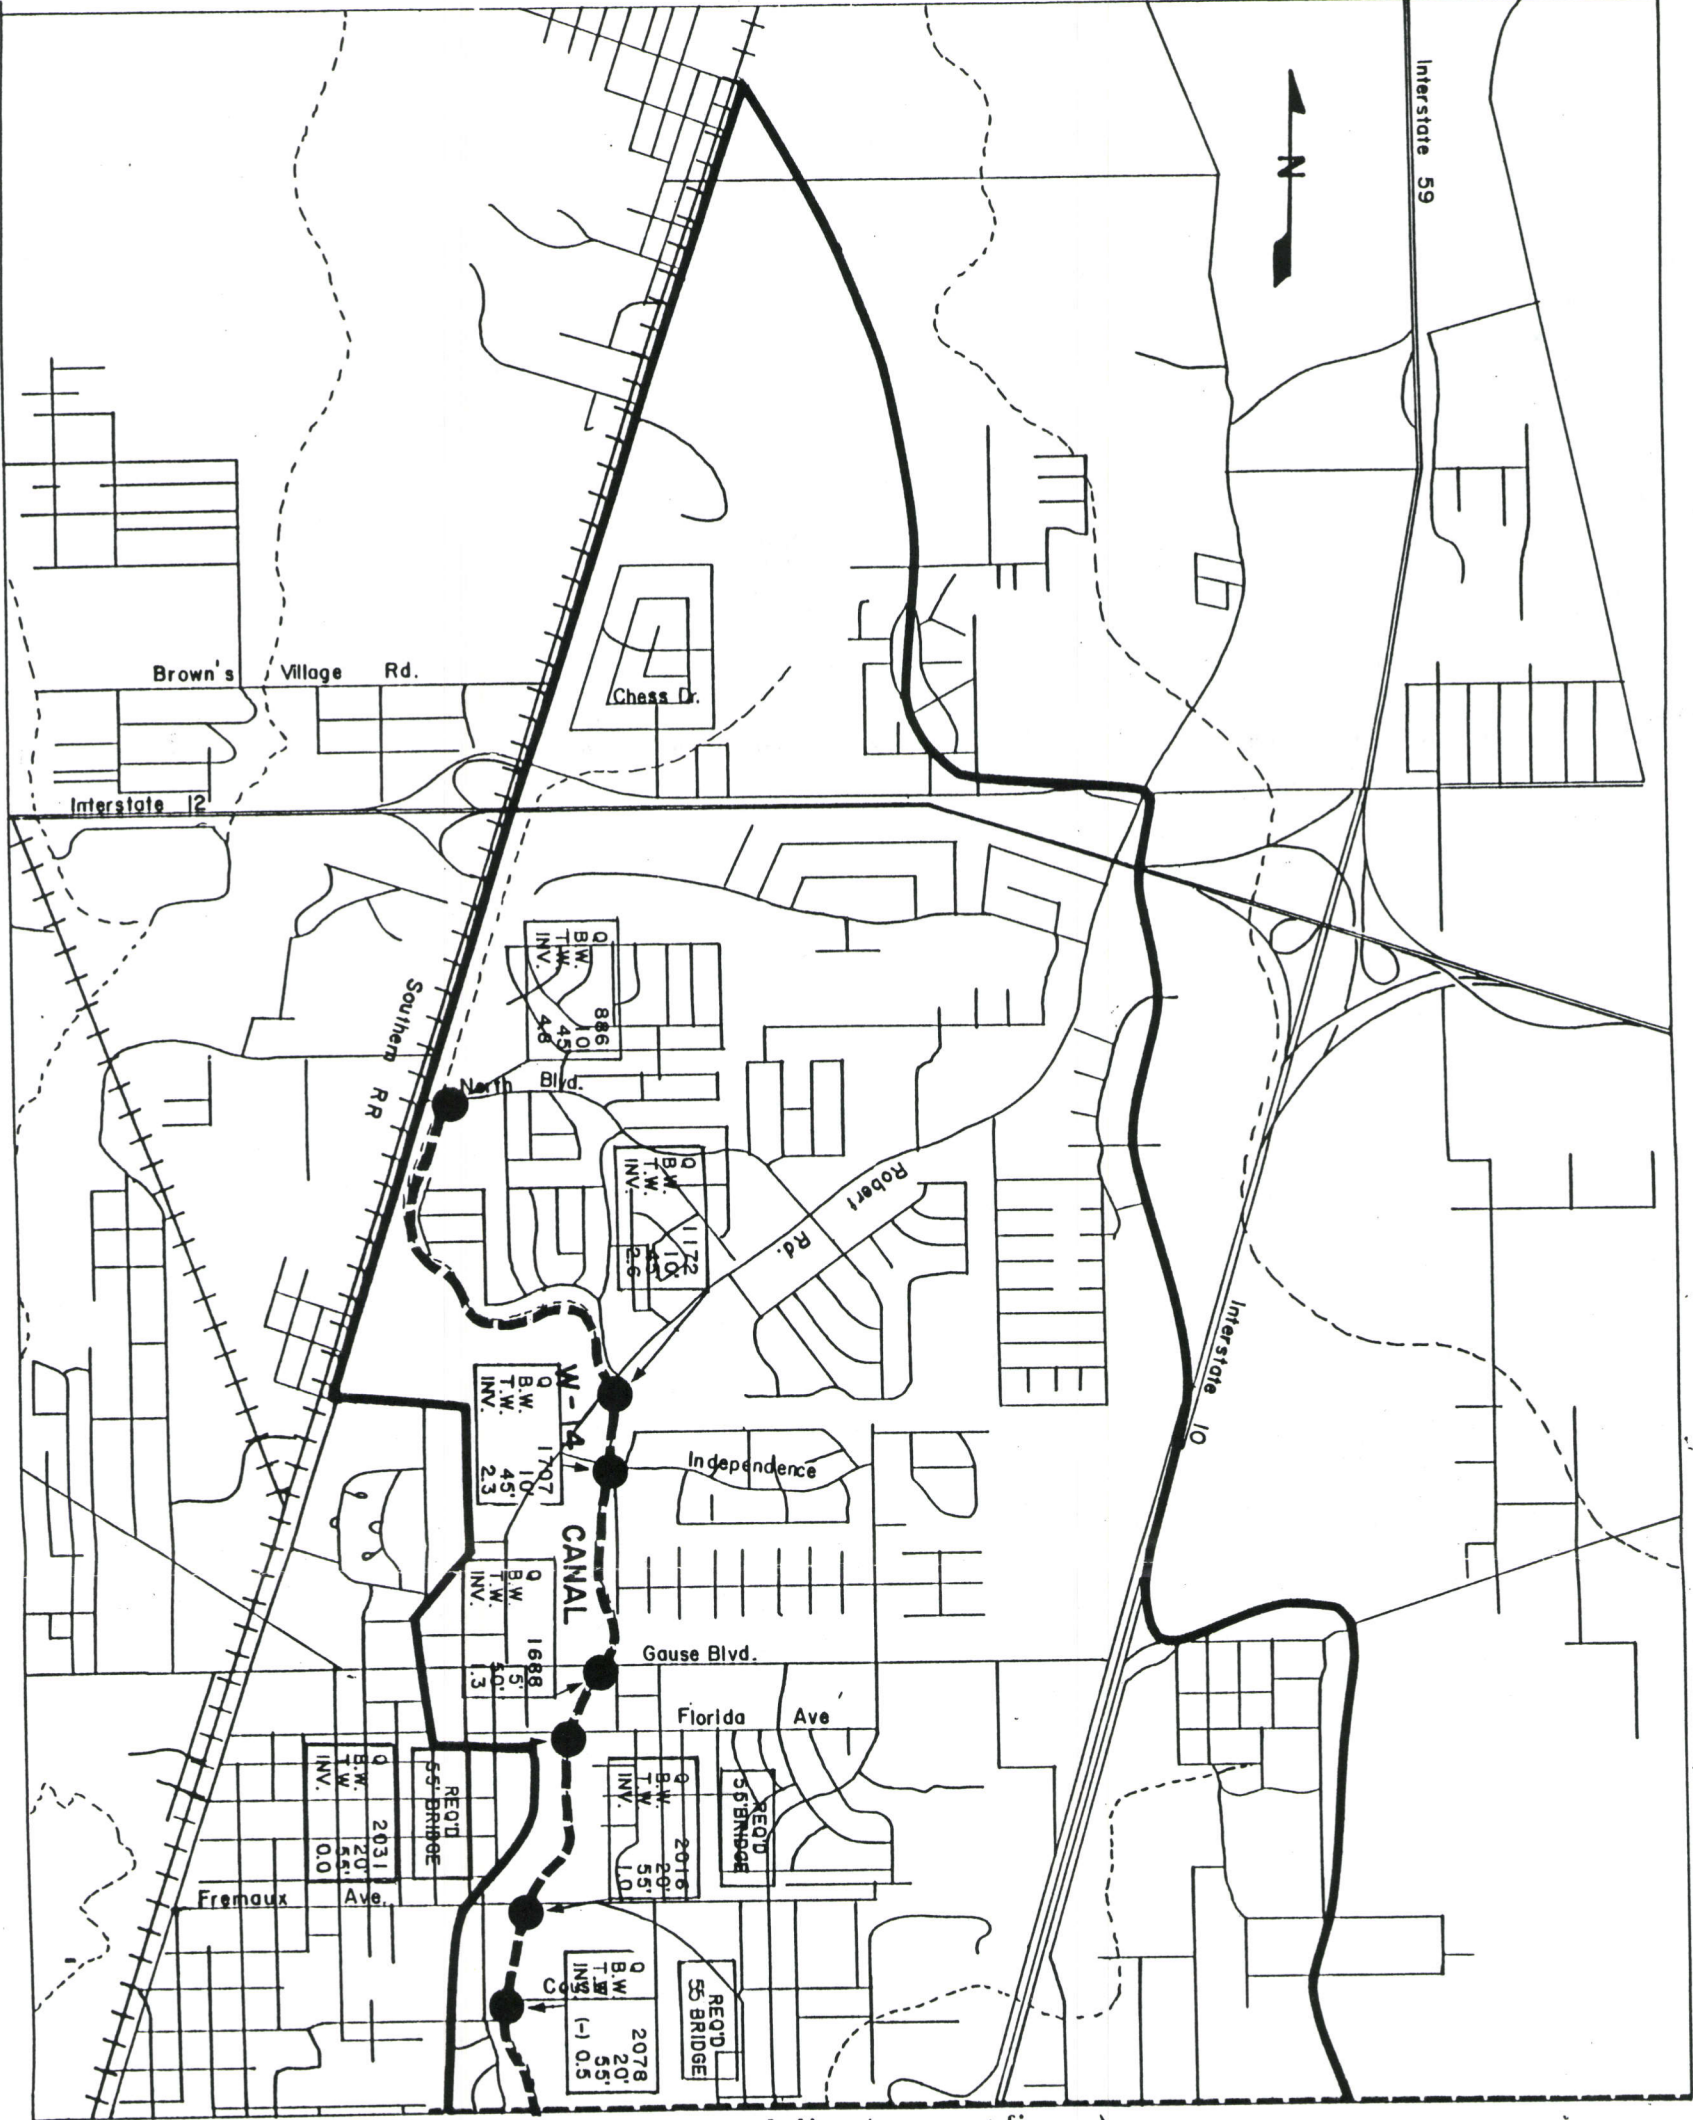 Interstate 59
N
Brown's Village Rd.
Chess Dr.
Interstate 12
Southern RR
Q 886
B.W. 10'
T.W. 45'
INV. 4.8
North Blvd.
Q 1172
B.W. 10'
T.W. 45'
INV. 2.6
Robert Rd.
Interstate 10
W-14 CANAL
Q 1707
B.W. 10'
T.W. 45'
INV. 2.3
Independence
Q 1688
B.W. 5'
T.W. 50'
INV. 1.3
Gause Blvd.
Florida Ave
Q 2031
B.W. 20'
T.W. 55'
INV. 0.0
REQ'D
55' BRIDGE
Q 2016
B.W. 20'
T.W. 55'
INV. 1.0
REQ'D
55' BRIDGE
Fremaux Ave.
Q 2078
B.W. 20'
T.W. 55'
INV. (-) 0.5
REQ'D
55 BRIDGE